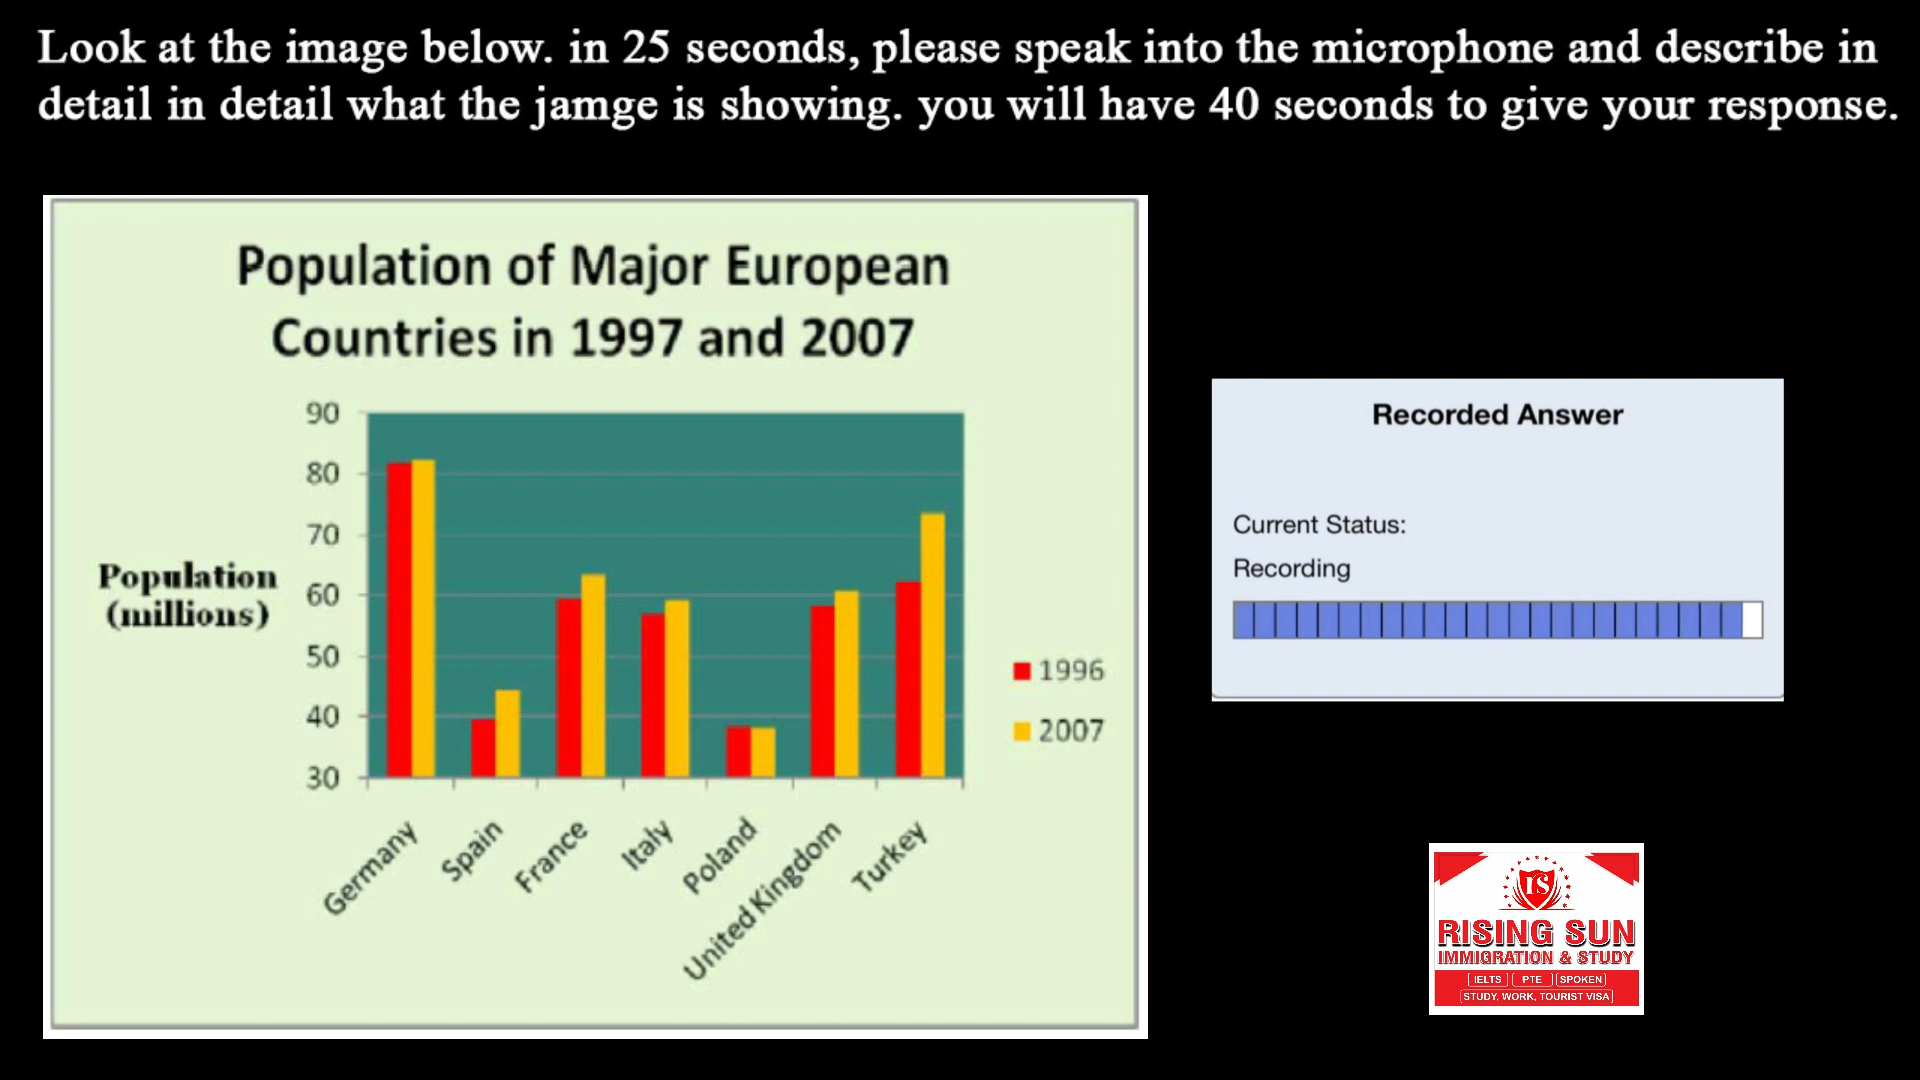 Look at the image below. in 25 seconds, please speak into the microphone and describe in
detail in detail what the jamge is showing. you will have 40 seconds to give your response.
Population of Major European
Countries in 1997 and 2007
90
80
70
60
50
40
30
Population
(millions)
Germany
Spain
France
Italy
Poland
United Kingdom
Turkey
1996
2007
Recorded Answer
Current Status:
Recording
RS
RISING SUN
IMMIGRATION & STUDY
IELTS PTE SPOKEN
STUDY, WORK, TOURIST VISA